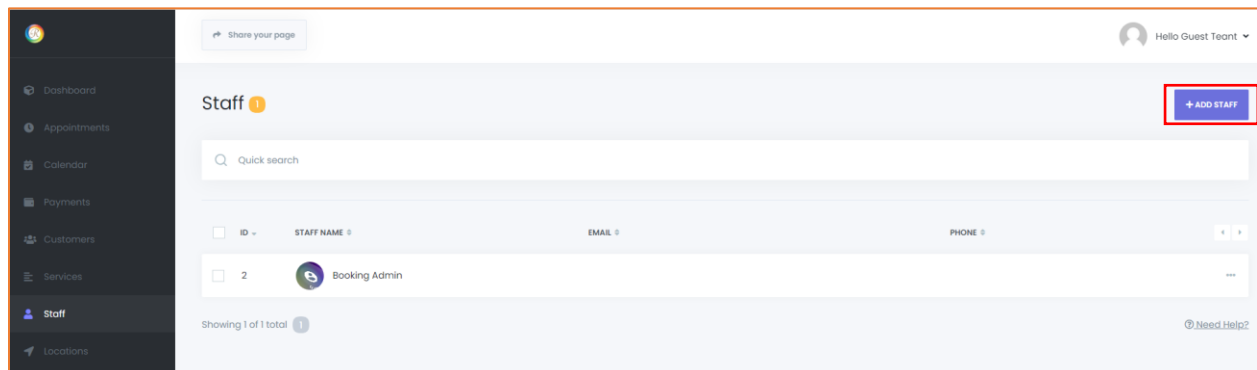 Share your page
Hello Guest Teant
Dashboard
Appointments
Calendar
Payments
Customers
Services
Staff
Locations
Staff 1
+ ADD STAFF
Quick search
ID STAFF NAME EMAIL PHONE
2 Booking Admin
Showing 1 of 1 total 1
Need Help?